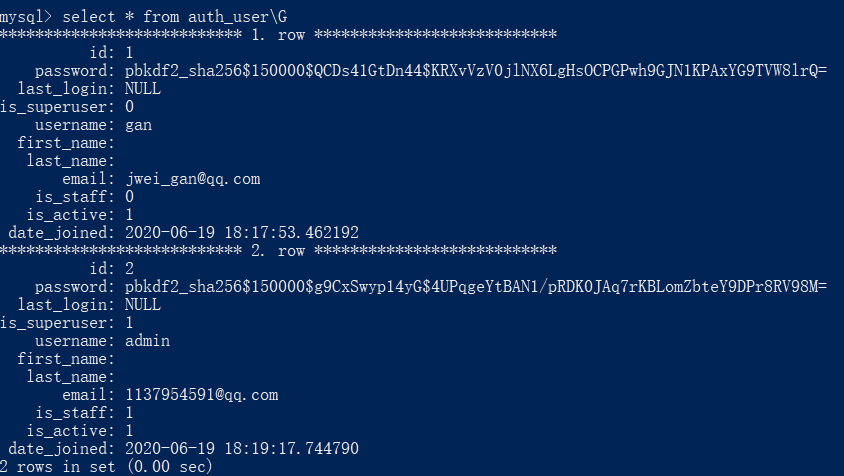 mysql> select * from auth_user\G
*************************** 1. row ***************************
id: 1
password: pbkdf2_sha256$150000$QCDs41GtDn44$KRXvVzV0jlNX6LgHsOCPGPwh9GJN1KPAxYG9TVW8lrQ=
last_login: NULL
is_superuser: 0
username: gan
first_name:
last_name:
email: jwei_gan@qq.com
is_staff: 0
is_active: 1
date_joined: 2020-06-19 18:17:53.462192
*************************** 2. row ***************************
id: 2
password: pbkdf2_sha256$150000$g9CxSwypl4yG$4UPqgeYtBAN1/pRDK0JAq7rKBLomZbteY9DPr8RV98M=
last_login: NULL
is_superuser: 1
username: admin
first_name:
last_name:
email: 1137954591@qq.com
is_staff: 1
is_active: 1
date_joined: 2020-06-19 18:19:17.744790
2 rows in set (0.00 sec)